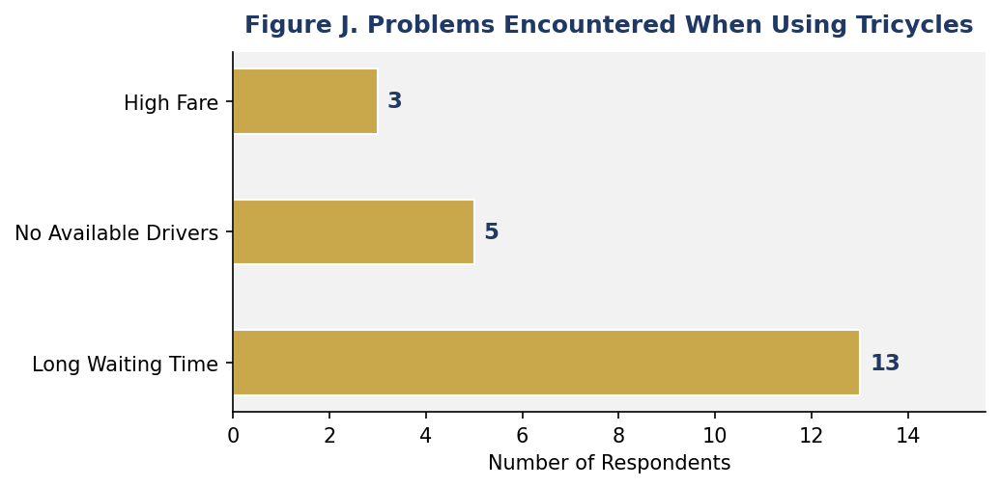 Figure J. Problems Encountered When Using Tricycles
High Fare
3
No Available Drivers
5
Long Waiting Time
13
0 2 4 6 8 10 12 14
Number of Respondents